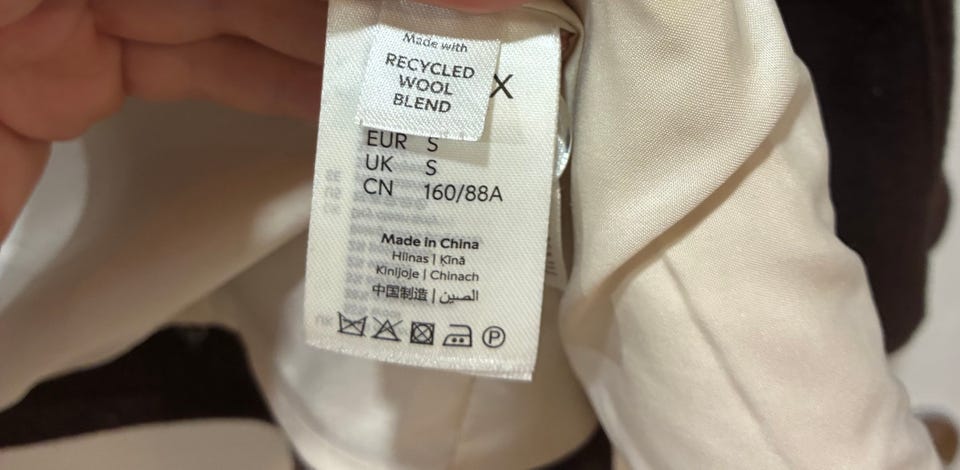 Made with
RECYCLED
WOOL
BLEND
X
EUR S
UK S
CN 160/88A
Made in China
Hiinas | Ķīnā
Kinijoje | Chinach
中国制造 | الصين
P